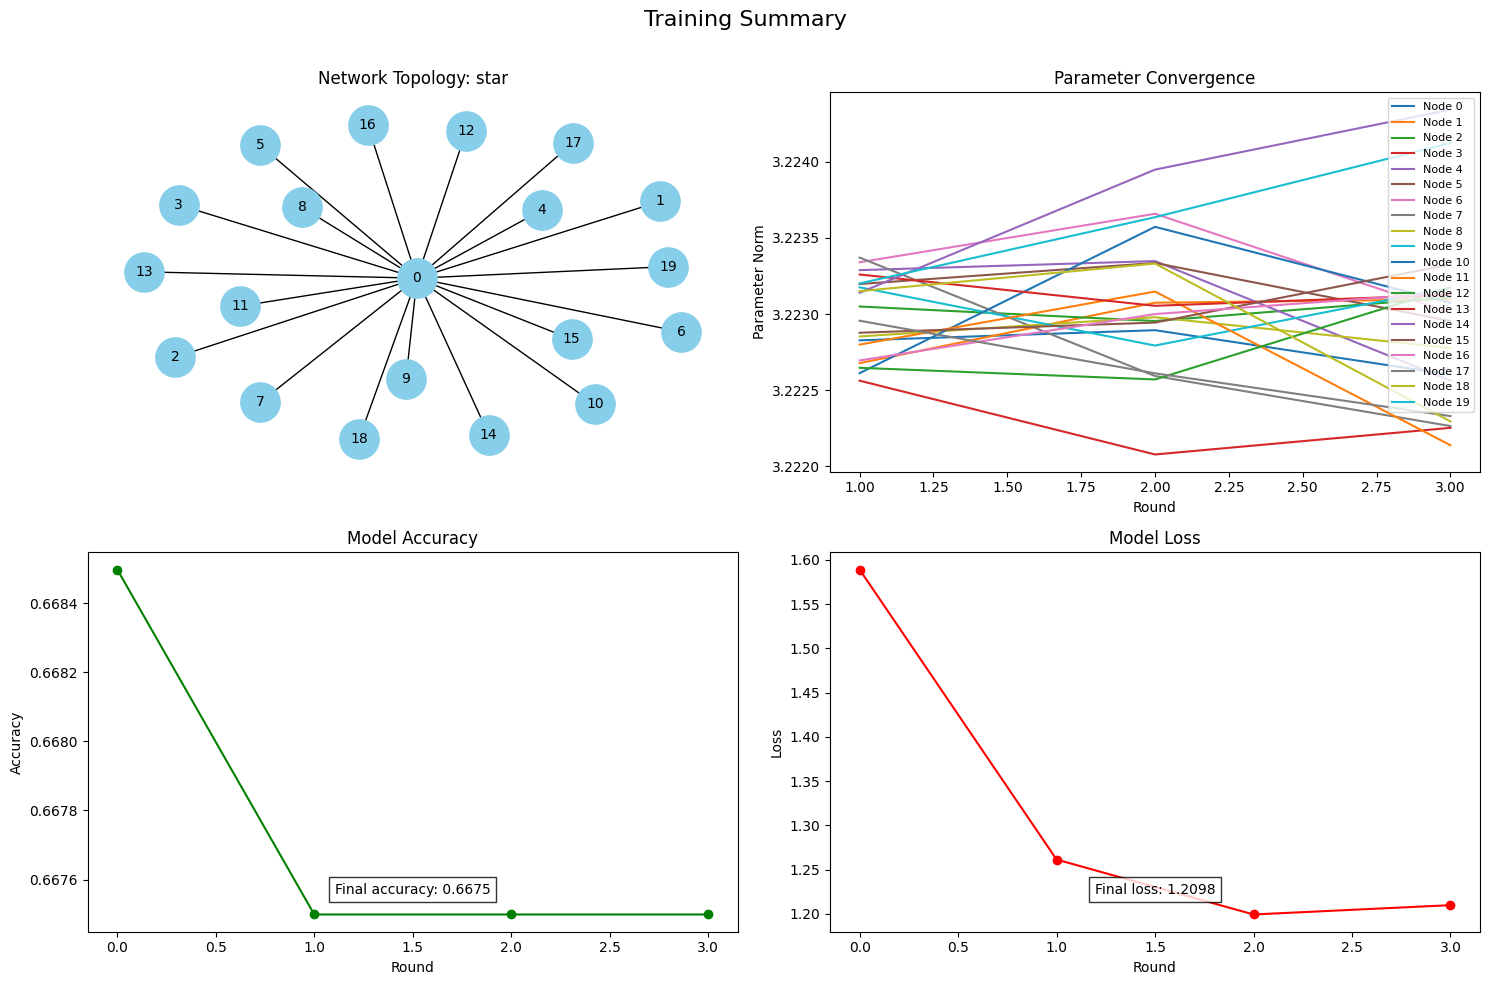 Training Summary
Network Topology: star
16
12
5
17
3
8
4
1
13
0
19
11
6
15
2
9
7
10
18
14
Parameter Convergence
Parameter Norm
3.2240
3.2235
3.2230
3.2225
3.2220
Node 0
Node 1
Node 2
Node 3
Node 4
Node 5
Node 6
Node 7
Node 8
Node 9
Node 10
Node 11
Node 12
Node 13
Node 14
Node 15
Node 16
Node 17
Node 18
Node 19
1.00 1.25 1.50 1.75 2.00 2.25 2.50 2.75 3.00
Round
Model Accuracy
Accuracy
0.6684
0.6682
0.6680
0.6678
0.6676
Final accuracy: 0.6675
0.0 0.5 1.0 1.5 2.0 2.5 3.0
Round
Model Loss
Loss
1.60
1.55
1.50
1.45
1.40
1.35
1.30
1.25
1.20
Final loss: 1.2098
0.0 0.5 1.0 1.5 2.0 2.5 3.0
Round